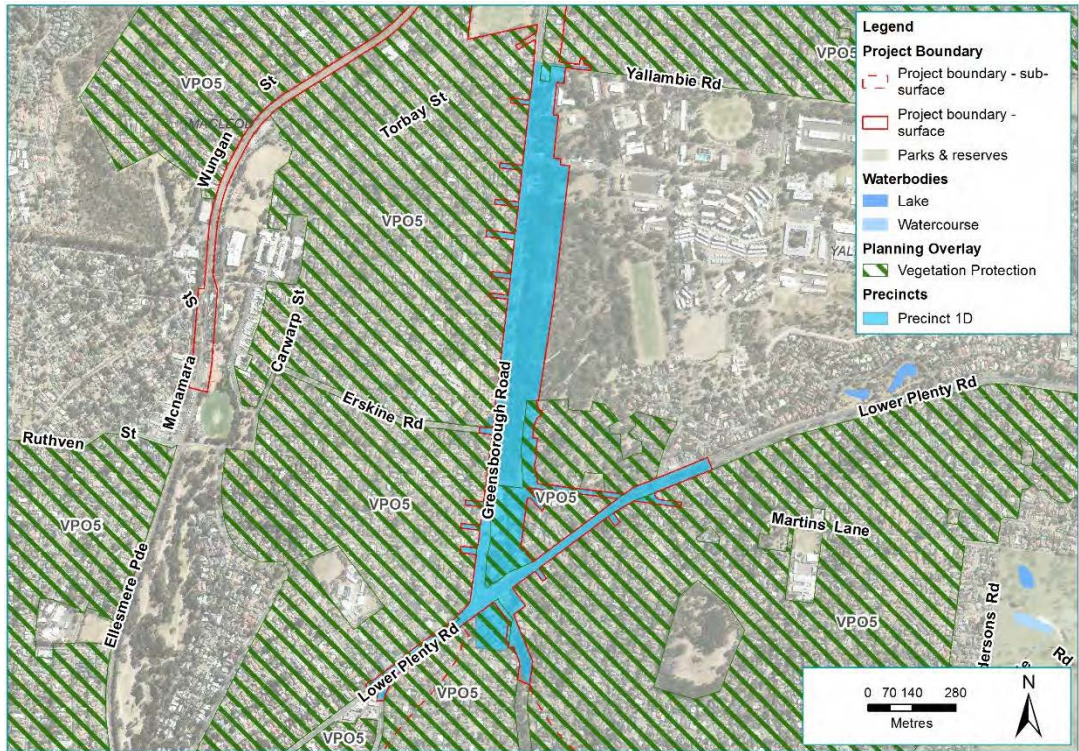 Legend
Project Boundary
Project boundary - sub-
surface
Project boundary -
surface
Parks & reserves
Waterbodies
Lake
Watercourse
Planning Overlay
Vegetation Protection
Precincts
Precinct 1D
VPO5
VPO5
Yallambie Rd
Wungan St
MACLEOD
Torbay St
VPO5
Mcnamara St
Carwarp St
Greensborough Road
Erskine Rd
Lower Plenty Rd
Ruthven St
VPO5
VPO5
VPO5
Martins Lane
Ellesmere Pde
VPO5
Lower Plenty Rd
VPO5
VPO5
Rd
0 70 140 280
Metres
N